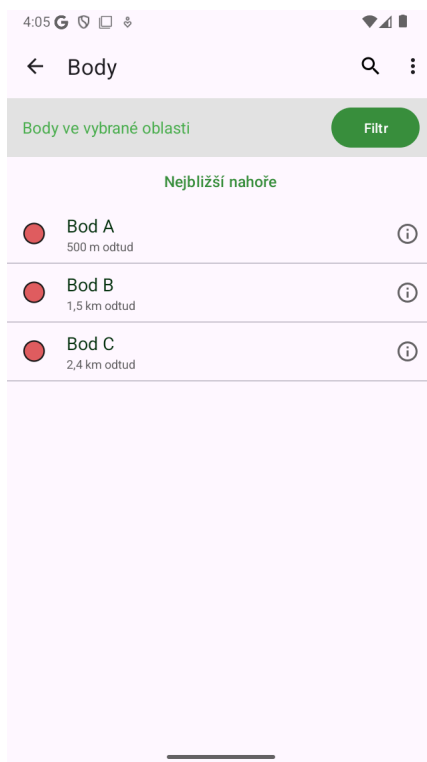 4:05
Body
Body ve vybrané oblasti
Filtr
Nejbližší nahoře
Bod A
500 m odtud
Bod B
1,5 km odtud
Bod C
2,4 km odtud